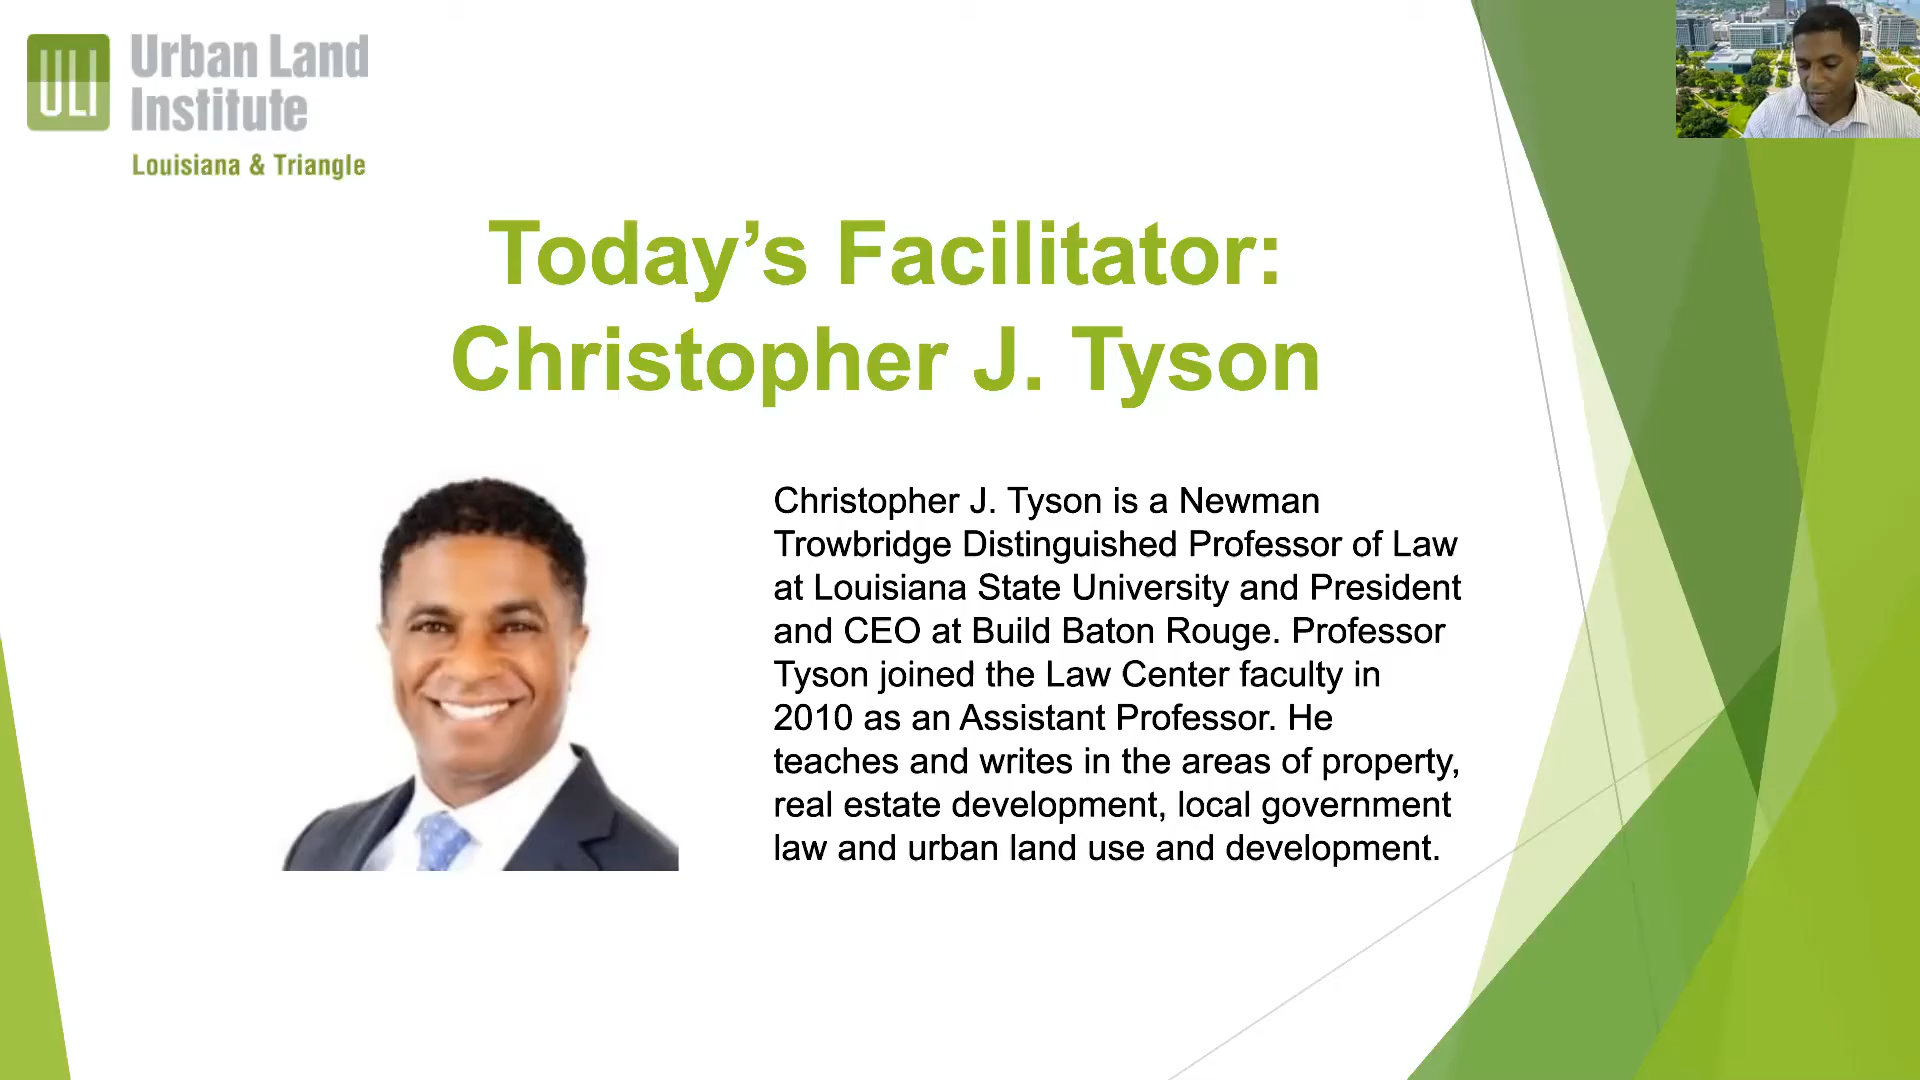 ULI
Urban Land
Institute
Louisiana & Triangle
Today’s Facilitator:
Christopher J. Tyson
Christopher J. Tyson is a Newman
Trowbridge Distinguished Professor of Law
at Louisiana State University and President
and CEO at Build Baton Rouge. Professor
Tyson joined the Law Center faculty in
2010 as an Assistant Professor. He
teaches and writes in the areas of property,
real estate development, local government
law and urban land use and development.